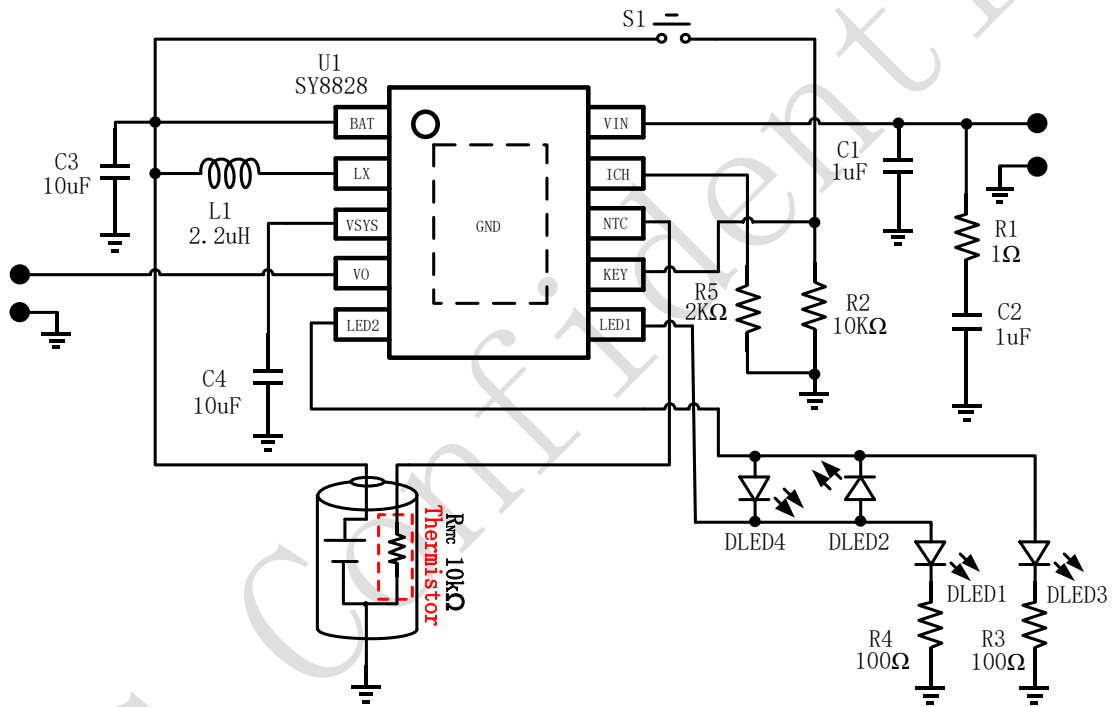 S1
U1
SY8828
BAT
VIN
C3
10uF
C1
1uF
LX
ICH
L1
2.2uH
VSYS
GND
NTC
R1
1Ω
VO
KEY
R5
2KΩ
R2
10KΩ
LED2
LED1
C2
1uF
C4
10uF
RNTC 10kΩ
Thermistor
DLED4
DLED2
DLED1
DLED3
R4
100Ω
R3
100Ω
Confident